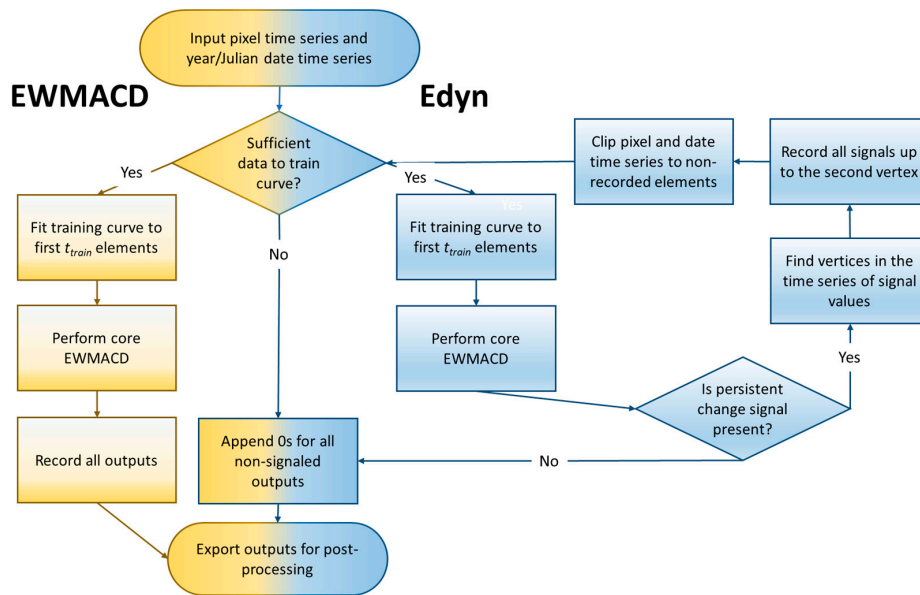 Input pixel time series and
year/Julian date time series
EWMACD
Edyn
Sufficient
data to train
curve?
Yes
Yes
Yes
No
Fit training curve to
first t_train elements
Perform core
EWMACD
Record all outputs
Append 0s for all
non-signaled
outputs
Export outputs for post-
processing
Fit training curve to
first t_train elements
Perform core
EWMACD
Is persistent
change signal
present?
No
Yes
Find vertices in the
time series of signal
values
Record all signals up
to the second vertex
Clip pixel and date
time series to non-
recorded elements